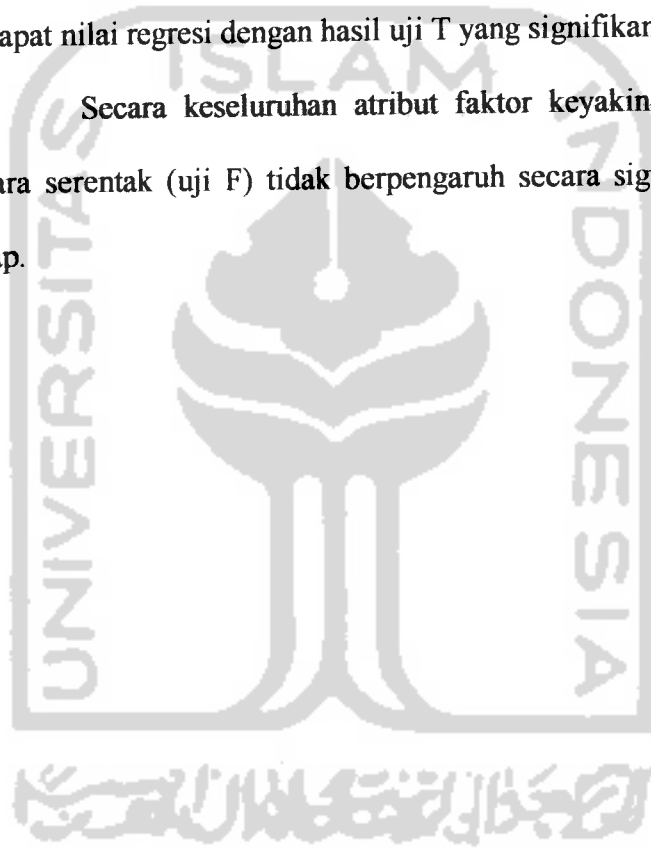 apat nilai regresi dengan hasil uji T yang signifikan
ISLAM
Secara keseluruhan atribut faktor keyakin
ara serentak (uji F) tidak berpengaruh secara sig
ap.
UNIVERSITAS
INDONESIA